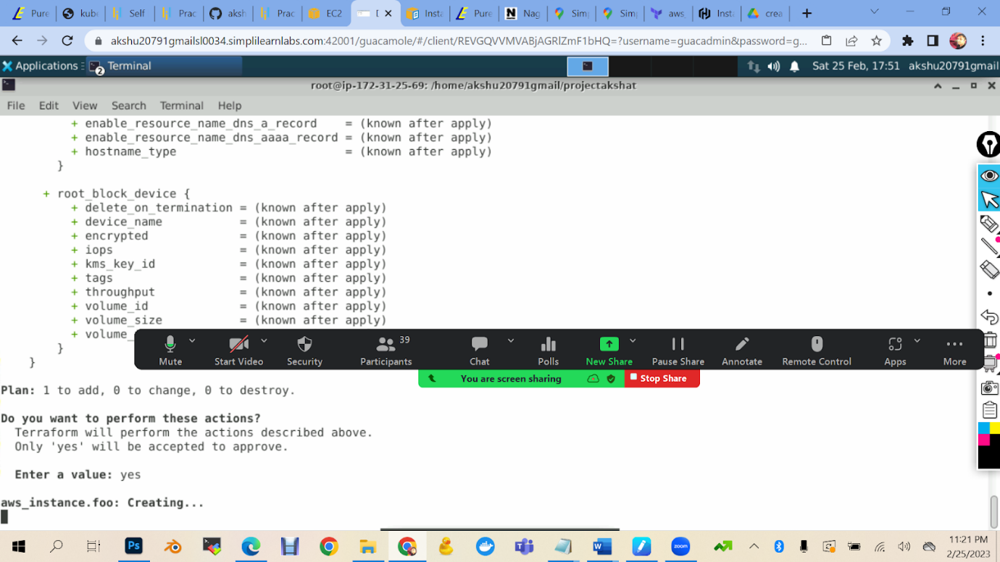 Pure
kube
Self
Prac
aksh
Prac
EC2
D
Insta
Pure
Nag
Simp
Simp
aws_
Insta
crea
akshu20791gmailsl0034.simplilearnlabs.com:42001/guacamole/#/client/REVGQVVMVABjAGRlZmF1bHQ=?username=guacadmin&password=g...
Applications
2
Terminal
Sat 25 Feb, 17:51
akshu20791gmail
root@ip-172-31-25-69: /home/akshu20791gmail/projectakshat
File Edit View Search Terminal Help
+ enable_resource_name_dns_a_record = (known after apply)
+ enable_resource_name_dns_aaaa_record = (known after apply)
+ hostname_type = (known after apply)
}
+ root_block_device {
+ delete_on_termination = (known after apply)
+ device_name = (known after apply)
+ encrypted = (known after apply)
+ iops = (known after apply)
+ kms_key_id = (known after apply)
+ tags = (known after apply)
+ throughput = (known after apply)
+ volume_id = (known after apply)
+ volume_size = (known after apply)
+ volume_
}
}
39
Mute Start Video Security Participants Chat Polls New Share Pause Share Annotate Remote Control Apps More
You are screen sharing
Stop Share
Plan: 1 to add, 0 to change, 0 to destroy.
Do you want to perform these actions?
Terraform will perform the actions described above.
Only 'yes' will be accepted to approve.
Enter a value: yes
aws_instance.foo: Creating...
Ps
zoom
11:21 PM
2/25/2023